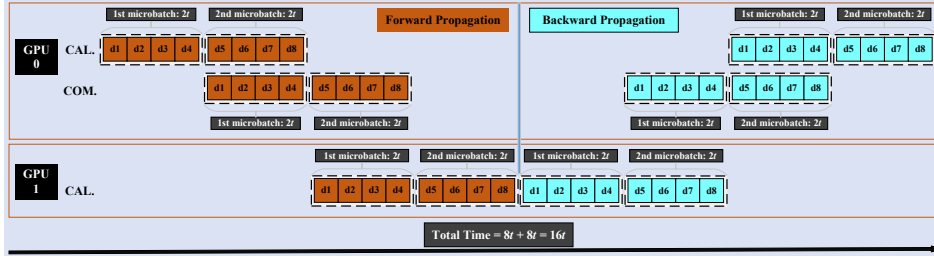 1st microbatch: 2t 2nd microbatch: 2t Forward Propagation Backward Propagation 1st microbatch: 2t 2nd microbatch: 2t
GPU 0
CAL. d1 d2 d3 d4 d5 d6 d7 d8 d1 d2 d3 d4 d5 d6 d7 d8
COM. d1 d2 d3 d4 d5 d6 d7 d8 d1 d2 d3 d4 d5 d6 d7 d8
1st microbatch: 2t 2nd microbatch: 2t 1st microbatch: 2t 2nd microbatch: 2t
1st microbatch: 2t 2nd microbatch: 2t 1st microbatch: 2t 2nd microbatch: 2t
GPU 1
CAL. d1 d2 d3 d4 d5 d6 d7 d8 d1 d2 d3 d4 d5 d6 d7 d8
Total Time = 8t + 8t = 16t